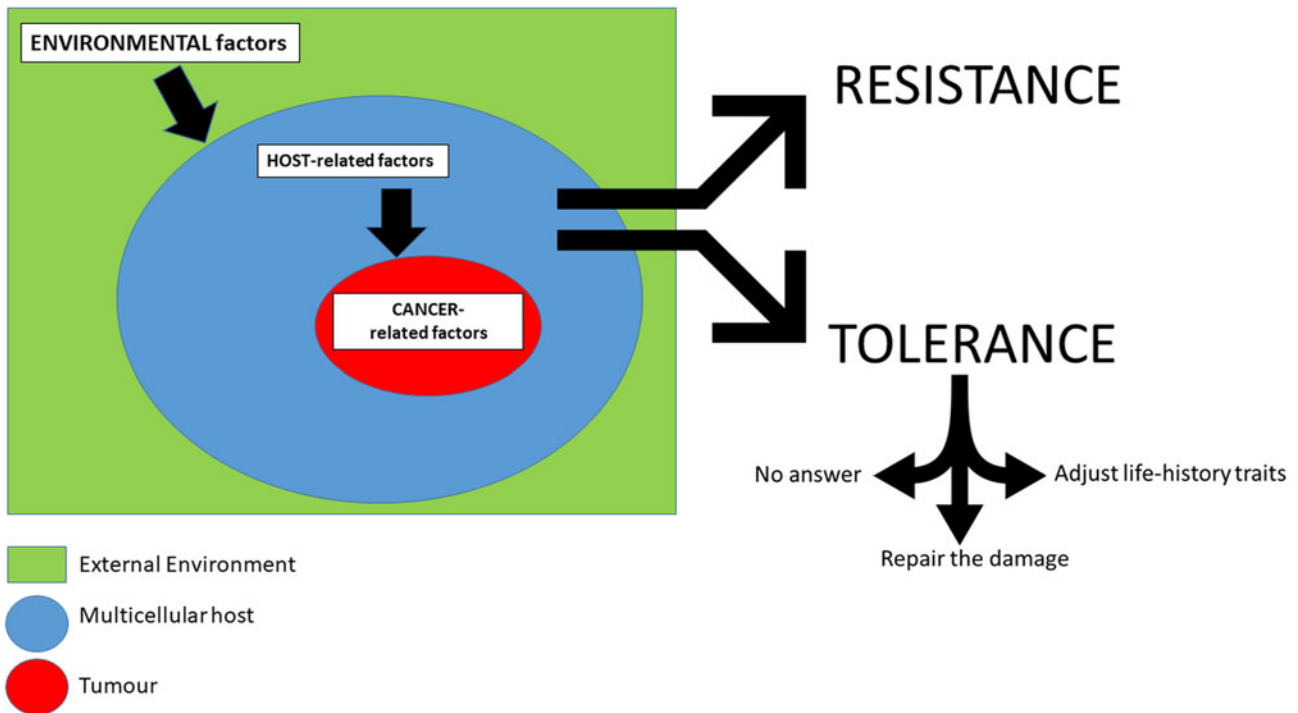 ENVIRONMENTAL factors
RESISTANCE
HOST-related factors
CANCER-
related factors
TOLERANCE
No answer
Adjust life-history traits
Repair the damage
External Environment
Multicellular host
Tumour